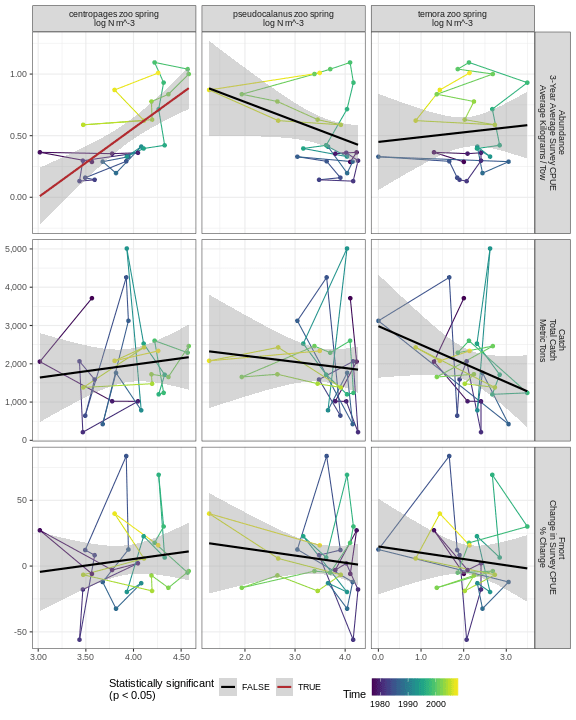 centropages zoo spring
log N m^-3
pseudocalanus zoo spring
log N m^-3
temora zoo spring
log N m^-3
1.00
0.50
0.00
Abundance
3-Year Average Survey CPUE
Average Kilograms / Tow
5,000
4,000
3,000
2,000
1,000
0
Catch
Total Catch
Metric Tons
50
0
-50
Fmort
Change in Survey CPUE
% Change
3.00
3.50
4.00
4.50
2.0
3.0
4.0
0.0
1.0
2.0
3.0
Statistically significant
(p < 0.05)
FALSE
TRUE
Time
1980
1990
2000